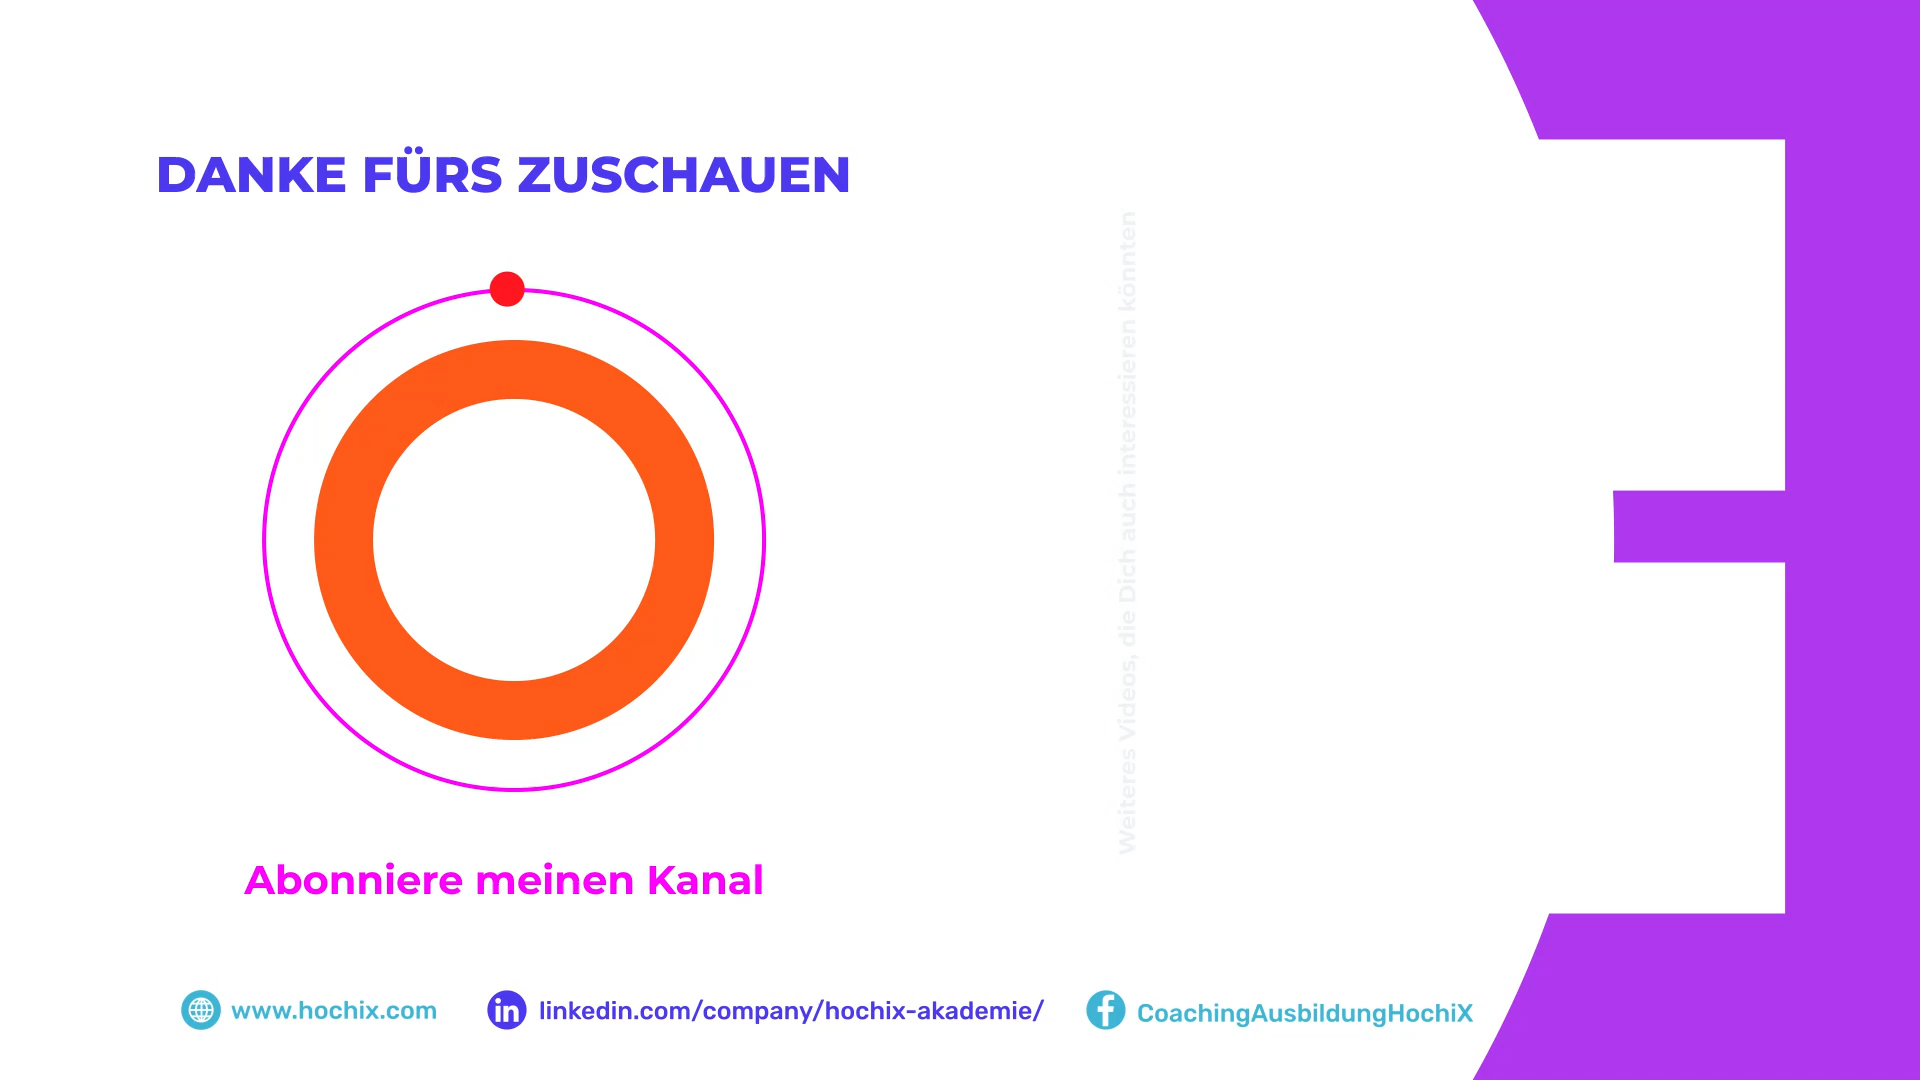 DANKE FÜRS ZUSCHAUEN
Weiteres Videos, die Dich auch interessieren könnten
Abonniere meinen Kanal
www.hochix.com
in linkedin.com/company/hochix-akademie/
f CoachingAusbildungHochiX